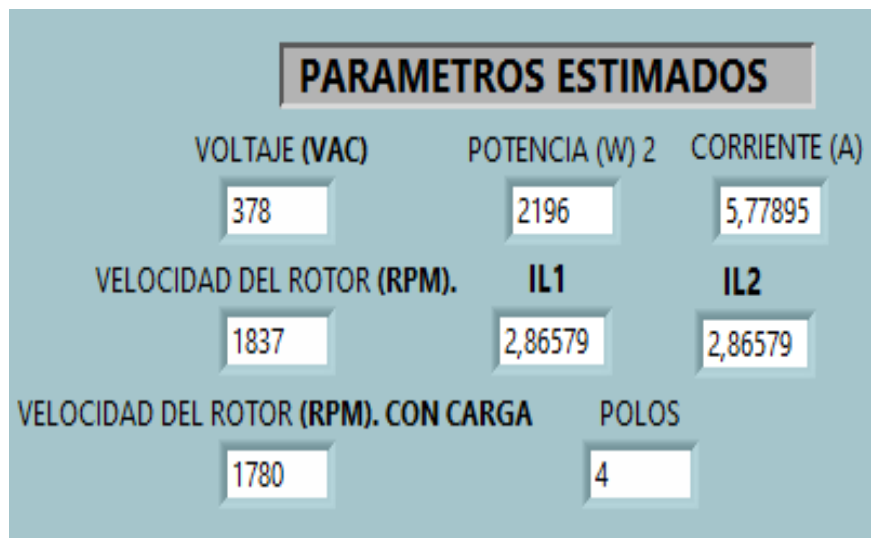 PARAMETROS ESTIMADOS
VOLTAJE (VAC) POTENCIA (W) 2 CORRIENTE (A)
378 2196 5,77895
VELOCIDAD DEL ROTOR (RPM). IL1 IL2
1837 2,86579 2,86579
VELOCIDAD DEL ROTOR (RPM). CON CARGA POLOS
1780 4